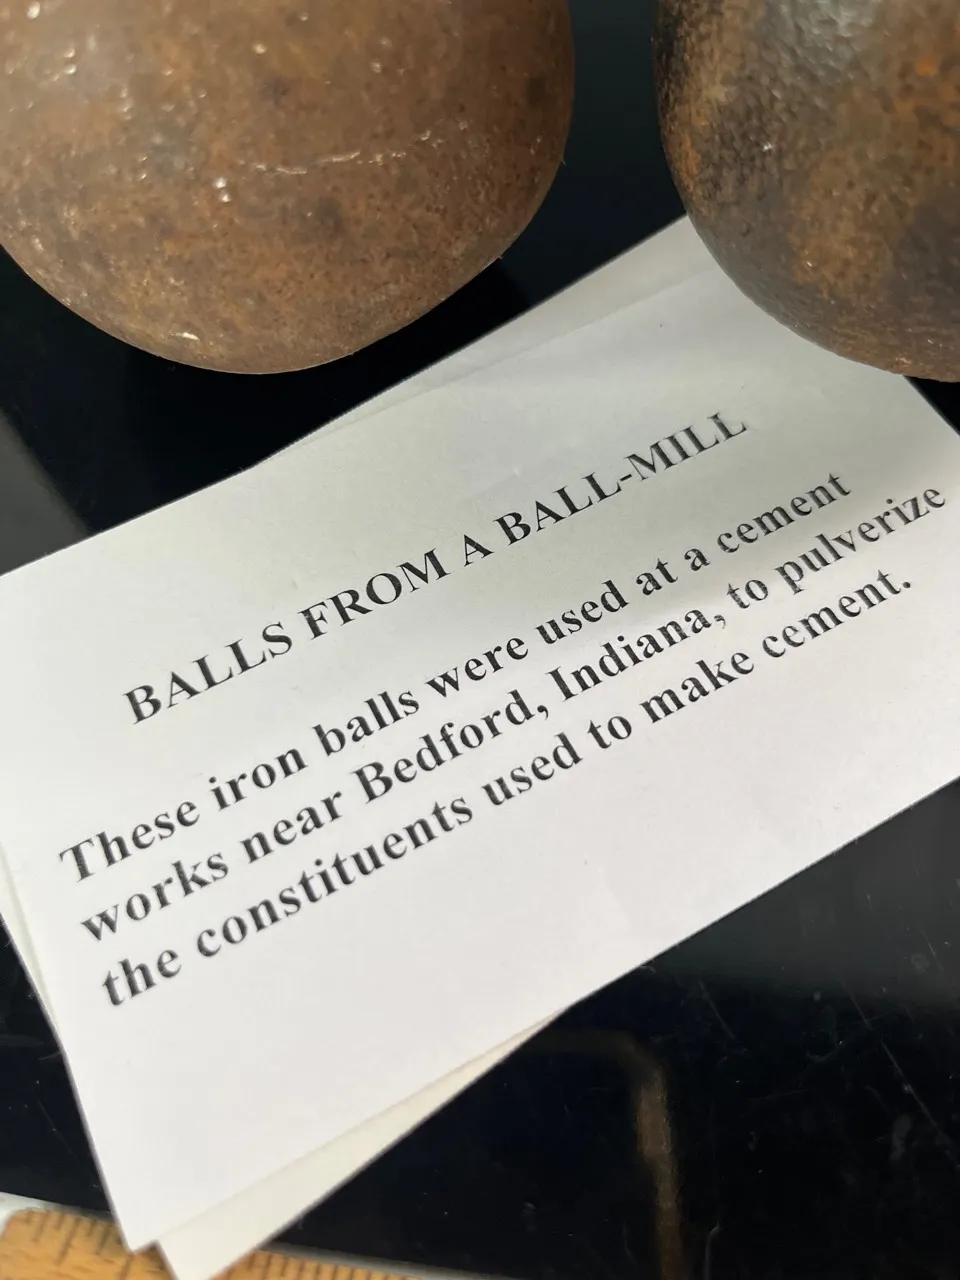 BALLS FROM A BALL-MILL
These iron balls were used at a cement
works near Bedford, Indiana, to pulverize
the constituents used to make cement.